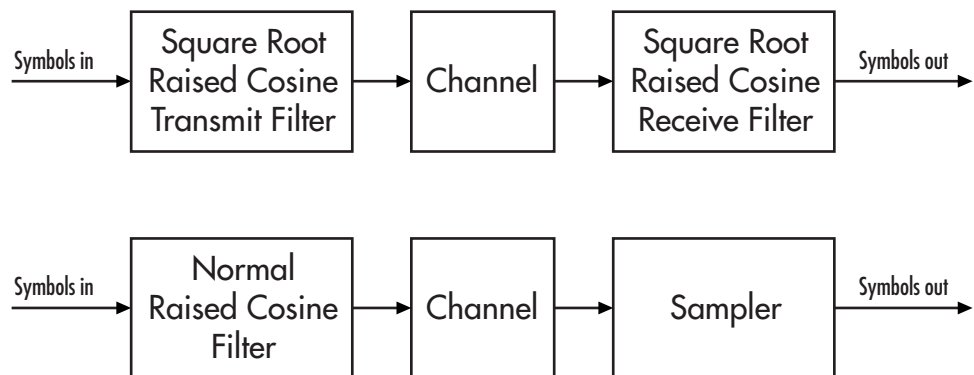 Symbols in
Square Root
Raised Cosine
Transmit Filter
Channel
Square Root
Raised Cosine
Receive Filter
Symbols out
Symbols in
Normal
Raised Cosine
Filter
Channel
Sampler
Symbols out